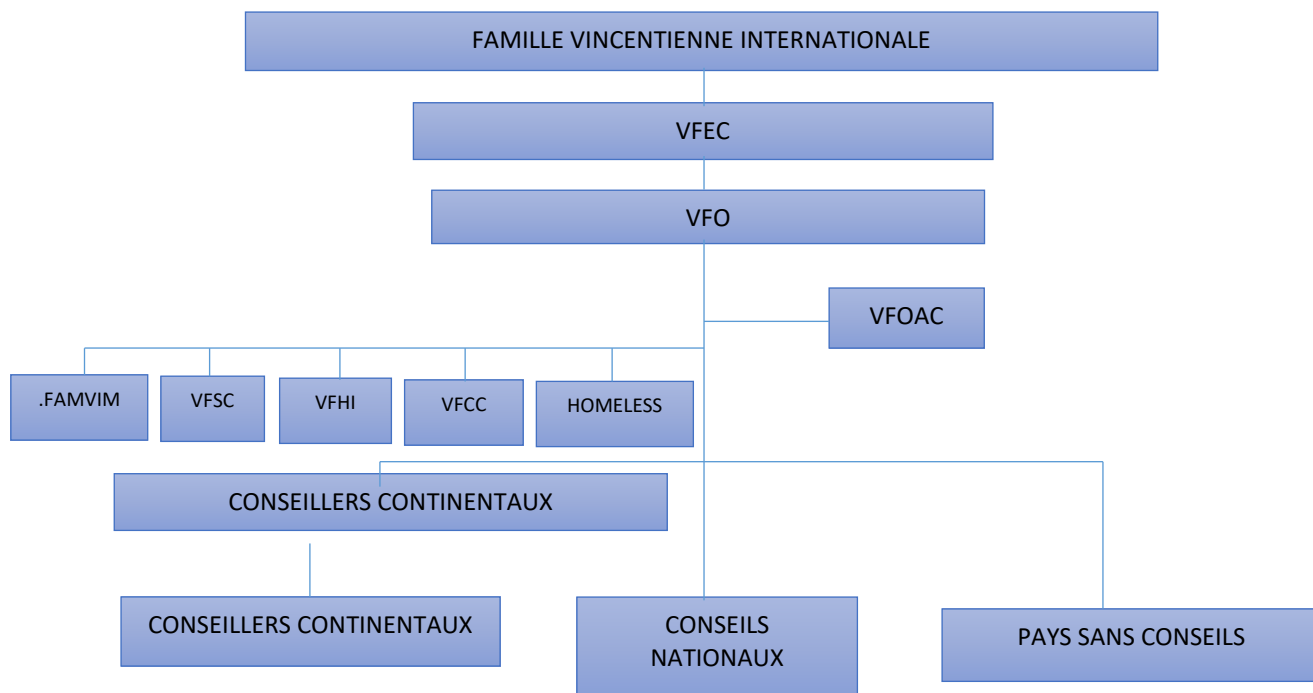 FAMILLE VINCENTIENNE INTERNATIONALE
VFEC
VFO
VFOAC
.FAMVIM
VFSC
VFHI
VFCC
HOMELESS
CONSEILLERS CONTINENTAUX
CONSEILLERS CONTINENTAUX
CONSEILS
NATIONAUX
PAYS SANS CONSEILS